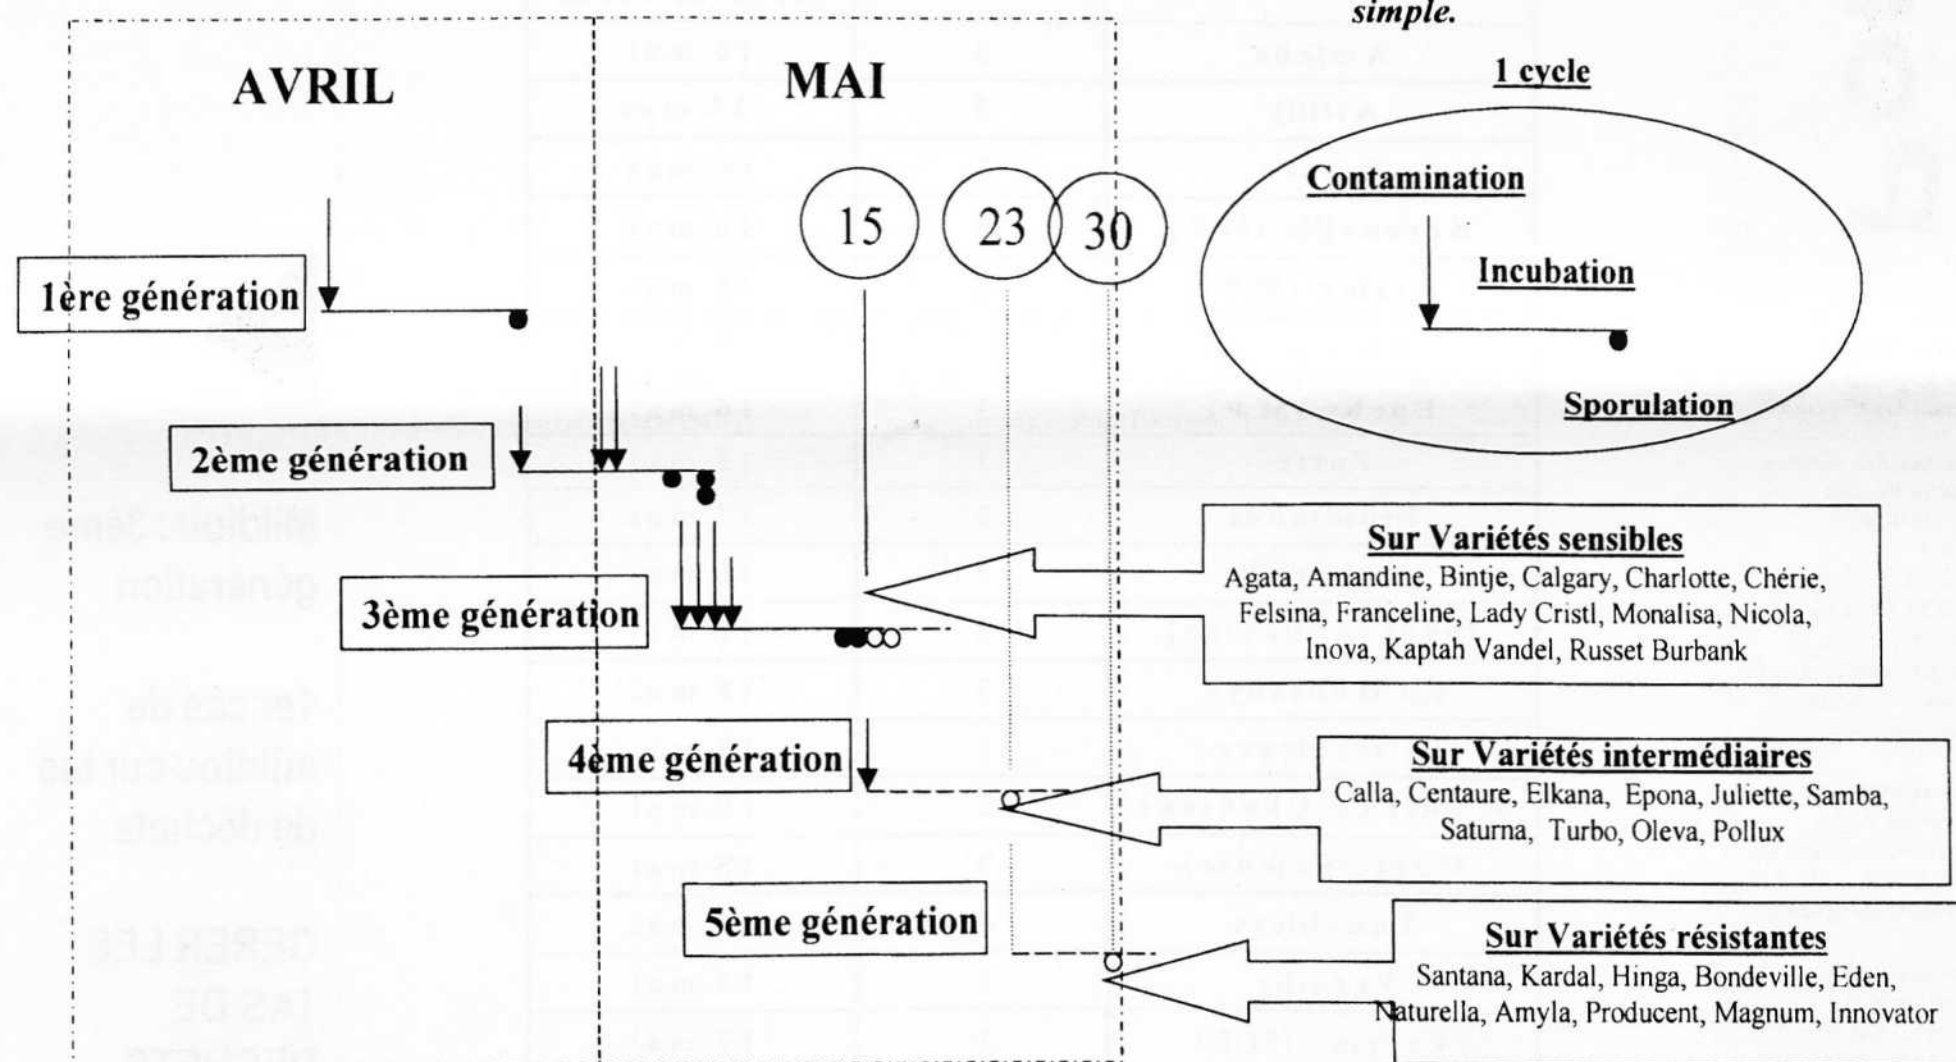 simple.
AVRIL
MAI
1 cycle
15
23
30
Contamination
Incubation
Sporulation
1ère génération
2ème génération
3ème génération
4ème génération
5ème génération
Sur Variétés sensibles
Agata, Amandine, Bintje, Calgary, Charlotte, Chérie,
Felsina, Franceline, Lady Cristl, Monalisa, Nicola,
Inova, Kaptah Vandel, Russet Burbank
Sur Variétés intermédiaires
Calla, Centaure, Elkana, Epona, Juliette, Samba,
Saturna, Turbo, Oleva, Pollux
Sur Variétés résistantes
Santana, Kardal, Hinga, Bondeville, Eden,
Naturella, Amyla, Producent, Magnum, Innovator